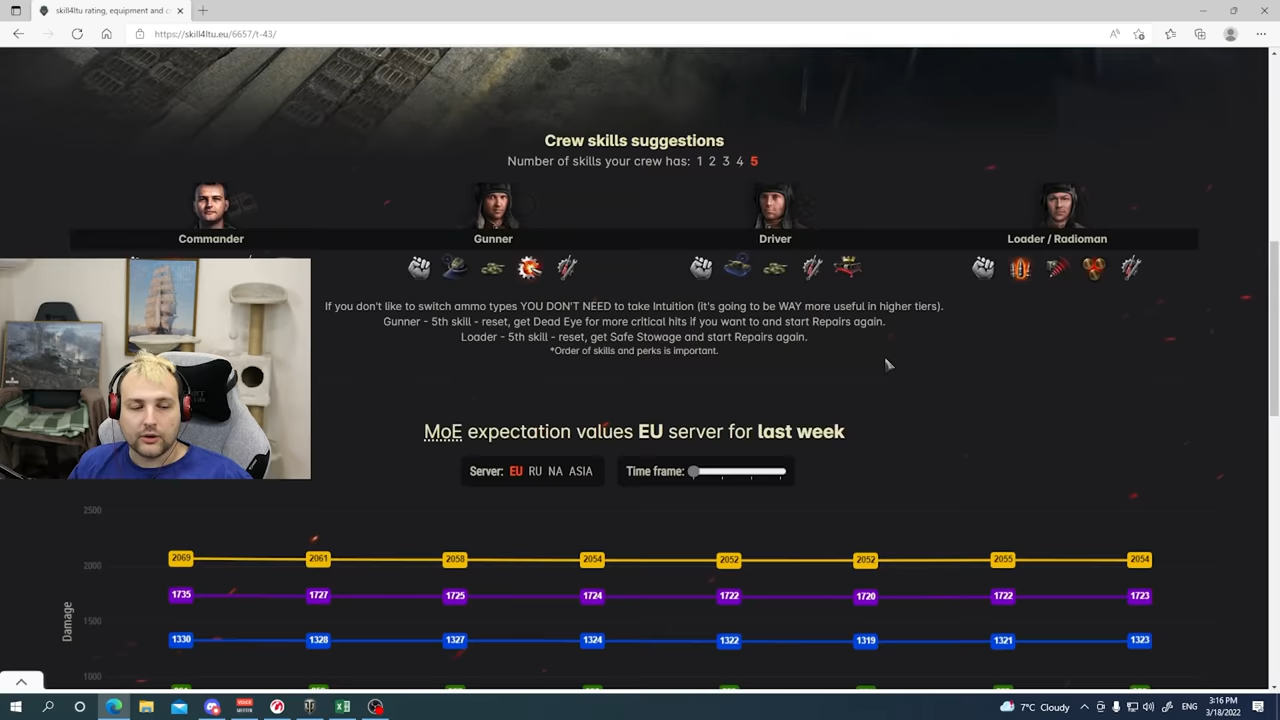 skill4ltu rating, equipment and c
https://skill4ltu.eu/6657/t-43/
Crew skills suggestions
Number of skills your crew has: 1 2 3 4 5
Commander
Gunner
Driver
Loader / Radioman
If you don't like to switch ammo types YOU DON'T NEED to take Intuition (it's going to be WAY more useful in higher tiers).
Gunner - 5th skill - reset, get Dead Eye for more critical hits if you want to and start Repairs again.
Loader - 5th skill - reset, get Safe Stowage and start Repairs again.
*Order of skills and perks is important.
MoE expectation values EU server for last week
Server: EU RU NA ASIA
Time frame:
2500
2069 2061 2058 2054 2052 2052 2055 2054
2000
1735 1727 1725 1724 1722 1720 1722 1723
Damage
1500
1330 1328 1327 1324 1322 1319 1321 1323
1000
7°C Cloudy
3:16 PM
3/18/2022